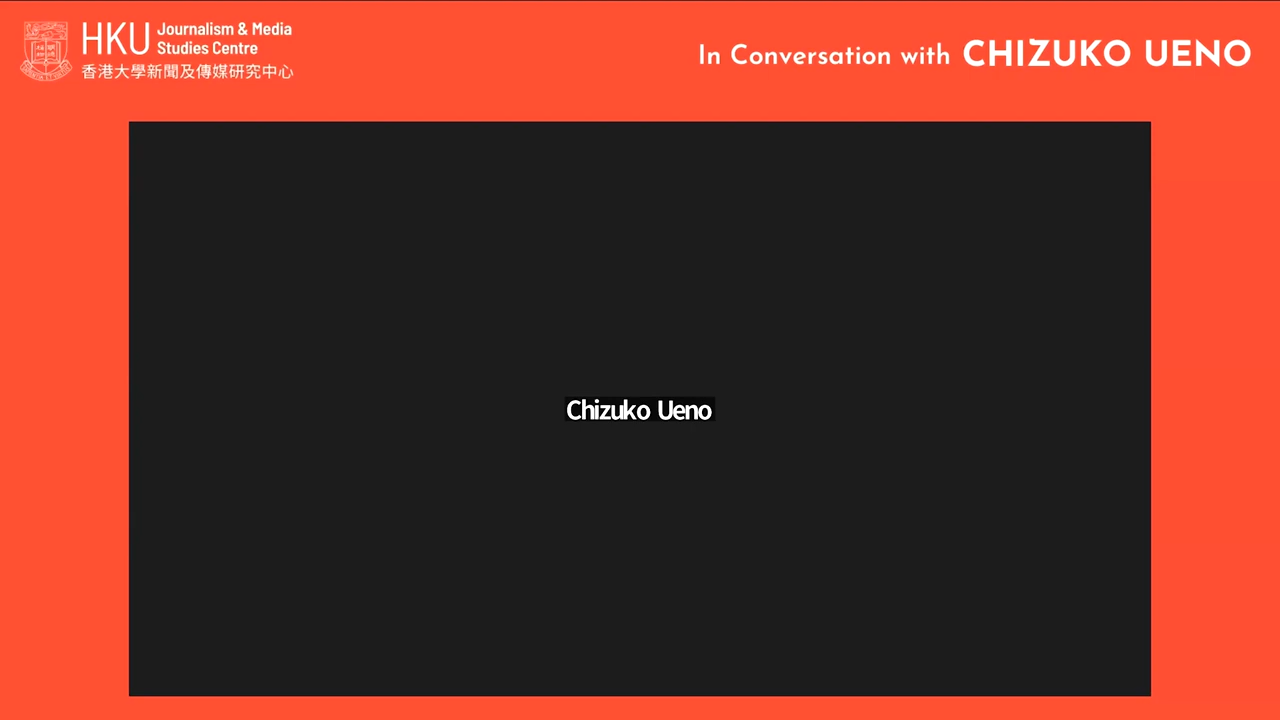 HKU Journalism & Media
Studies Centre
香港大學新聞及傳媒研究中心
In Conversation with CHIZUKO UENO
Chizuko Ueno